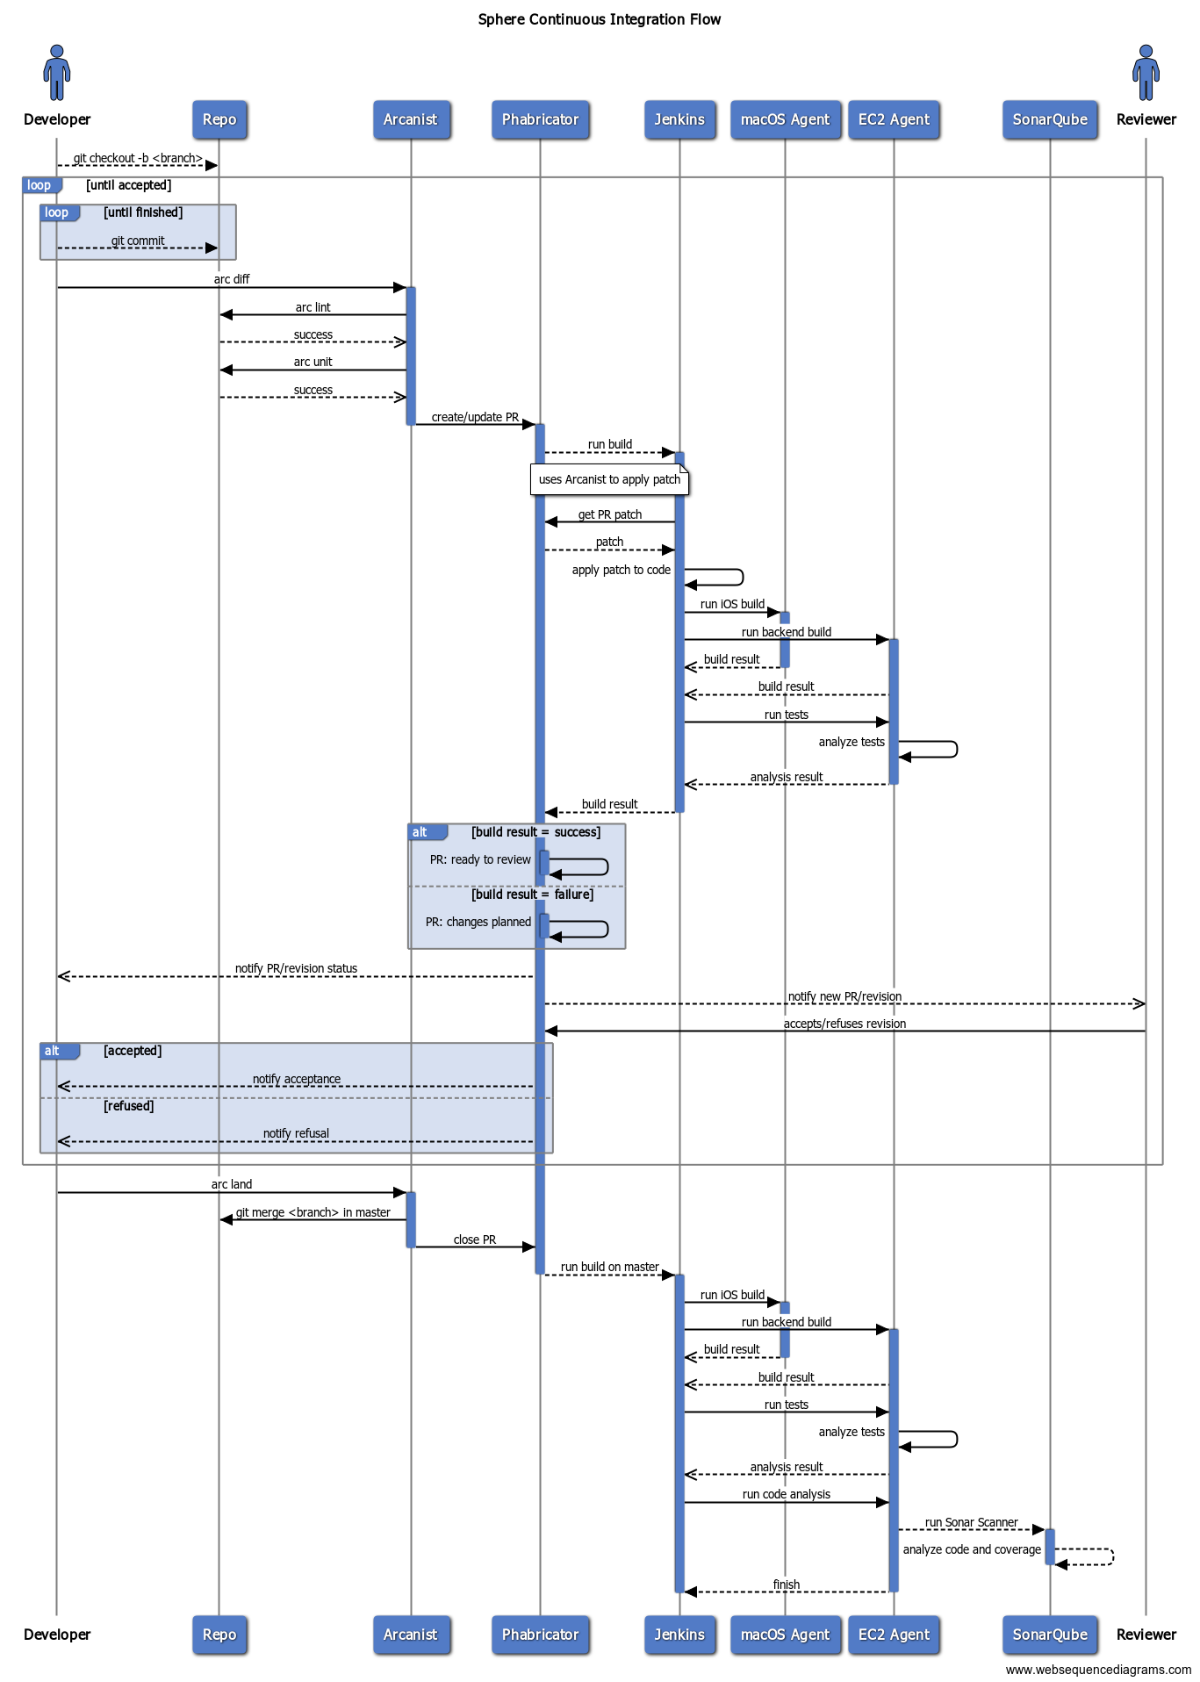 Sphere Continuous Integration Flow
Developer
Repo
Arcanist
Phabricator
Jenkins
macOS Agent
EC2 Agent
SonarQube
Reviewer
git checkout -b <branch>
loop [until accepted]
loop [until finished]
git commit
arc diff
arc lint
success
arc unit
success
create/update PR
run build
uses Arcanist to apply patch
get PR patch
patch
apply patch to code
run iOS build
run backend build
build result
build result
run tests
analyze tests
analysis result
build result
alt [build result = success]
PR: ready to review
[build result = failure]
PR: changes planned
notify PR/revision status
notify new PR/revision
accepts/refuses revision
alt [accepted]
notify acceptance
[refused]
notify refusal
arc land
git merge <branch> in master
close PR
run build on master
run iOS build
run backend build
build result
build result
run tests
analyze tests
analysis result
run code analysis
run Sonar Scanner
analyze code and coverage
finish
Developer
Repo
Arcanist
Phabricator
Jenkins
macOS Agent
EC2 Agent
SonarQube
Reviewer
www.websequencediagrams.com